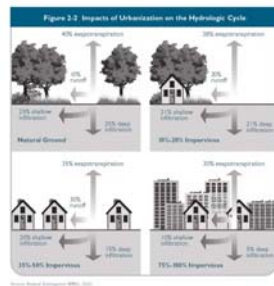 Figure 2-2 Impacts of Urbanization on the Hydrologic Cycle
40% evapotranspiration
38% evapotranspiration
10%
runoff
20%
runoff
25% shallow
infiltration
25% deep
infiltration
21% shallow
infiltration
21% deep
infiltration
Natural Ground
10%-20% Impervious
35% evapotranspiration
30% evapotranspiration
30%
runoff
20% shallow
infiltration
15% deep
infiltration
10% shallow
infiltration
5% deep
infiltration
35%-50% Impervious
75%-100% Impervious